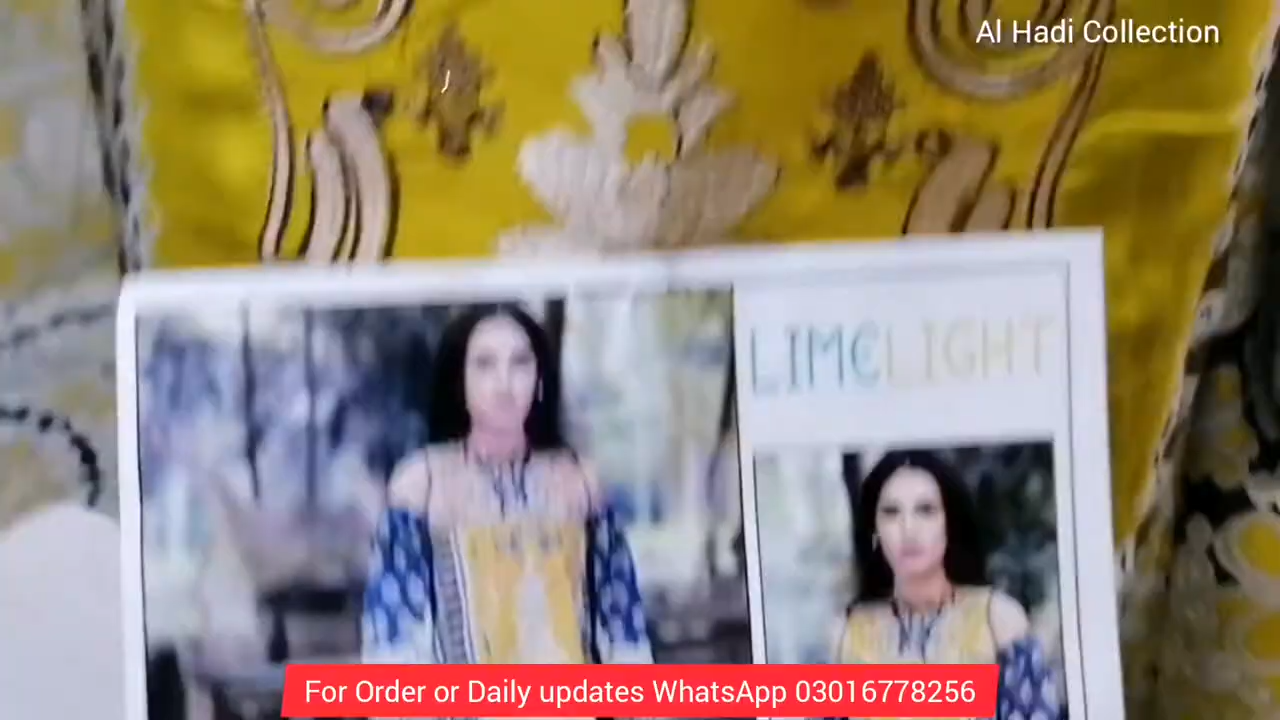 Al Hadi Collection
LIMELIGHT
For Order or Daily updates WhatsApp 03016778256